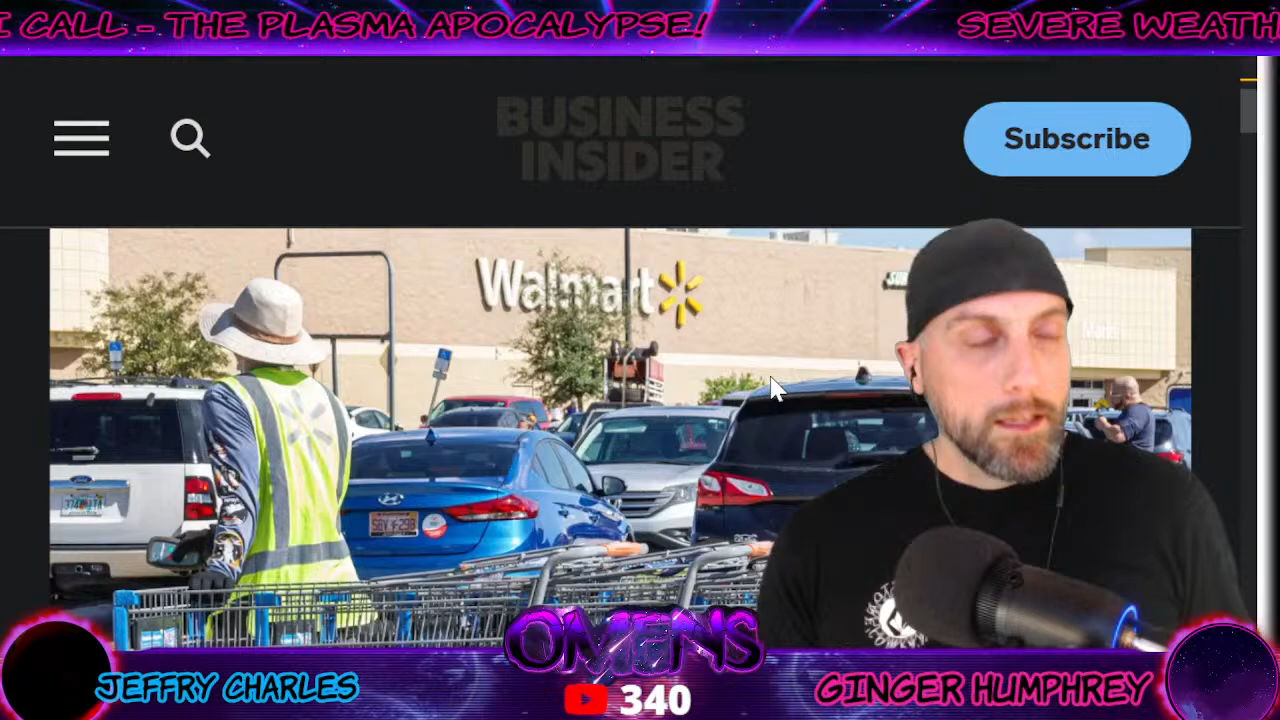 I CALL - THE PLASMA APOCALYPSE!
SEVERE WEATH
BUSINESS
INSIDER
Subscribe
Walmart
OMENS
JEFFRY CHARLES
340
GINGER HUMPHREY